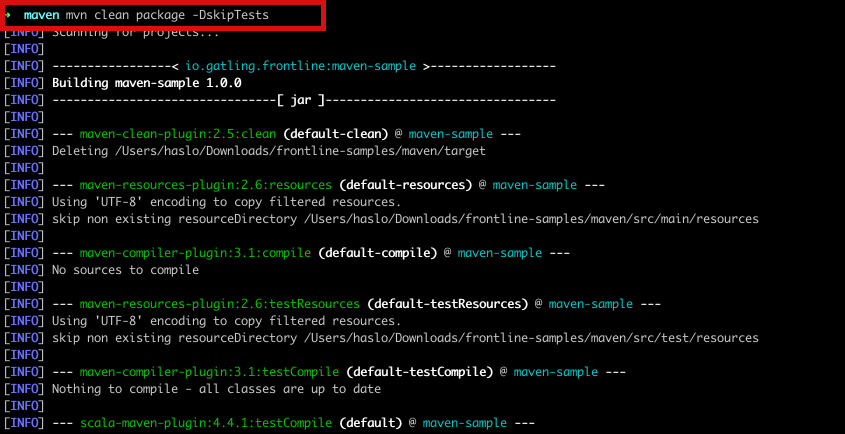 ➜  maven mvn clean package -DskipTests
[INFO] Scanning for projects...
[INFO]
[INFO] -----------------< io.gatling.frontline:maven-sample >------------------
[INFO] Building maven-sample 1.0.0
[INFO] --------------------------------[ jar ]---------------------------------
[INFO]
[INFO] --- maven-clean-plugin:2.5:clean (default-clean) @ maven-sample ---
[INFO] Deleting /Users/haslo/Downloads/frontline-samples/maven/target
[INFO]
[INFO] --- maven-resources-plugin:2.6:resources (default-resources) @ maven-sample ---
[INFO] Using 'UTF-8' encoding to copy filtered resources.
[INFO] skip non existing resourceDirectory /Users/haslo/Downloads/frontline-samples/maven/src/main/resources
[INFO]
[INFO] --- maven-compiler-plugin:3.1:compile (default-compile) @ maven-sample ---
[INFO] No sources to compile
[INFO]
[INFO] --- maven-resources-plugin:2.6:testResources (default-testResources) @ maven-sample ---
[INFO] Using 'UTF-8' encoding to copy filtered resources.
[INFO] skip non existing resourceDirectory /Users/haslo/Downloads/frontline-samples/maven/src/test/resources
[INFO]
[INFO] --- maven-compiler-plugin:3.1:testCompile (default-testCompile) @ maven-sample ---
[INFO] Nothing to compile - all classes are up to date
[INFO]
[INFO] --- scala-maven-plugin:4.4.1:testCompile (default) @ maven-sample ---